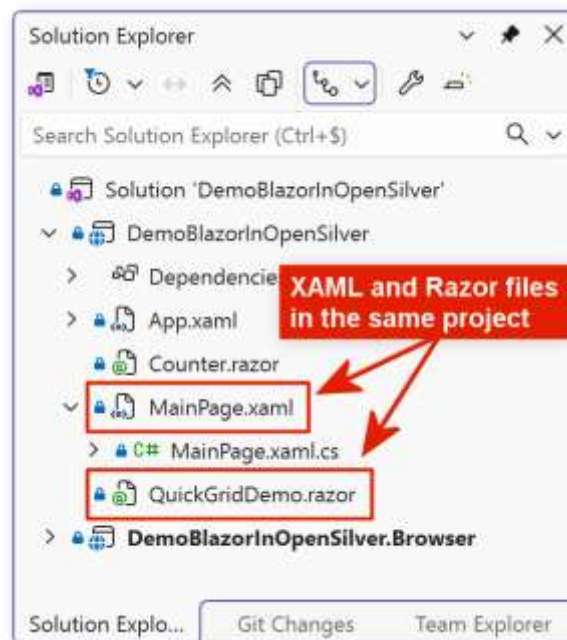 Solution Explorer
Search Solution Explorer (Ctrl+$)
Solution 'DemoBlazorInOpenSilver'
DemoBlazorInOpenSilver
Dependencie
XAML and Razor files
in the same project
App.xaml
Counter.razor
MainPage.xaml
C# MainPage.xaml.cs
QuickGridDemo.razor
DemoBlazorInOpenSilver.Browser
Solution Explo... Git Changes Team Explorer